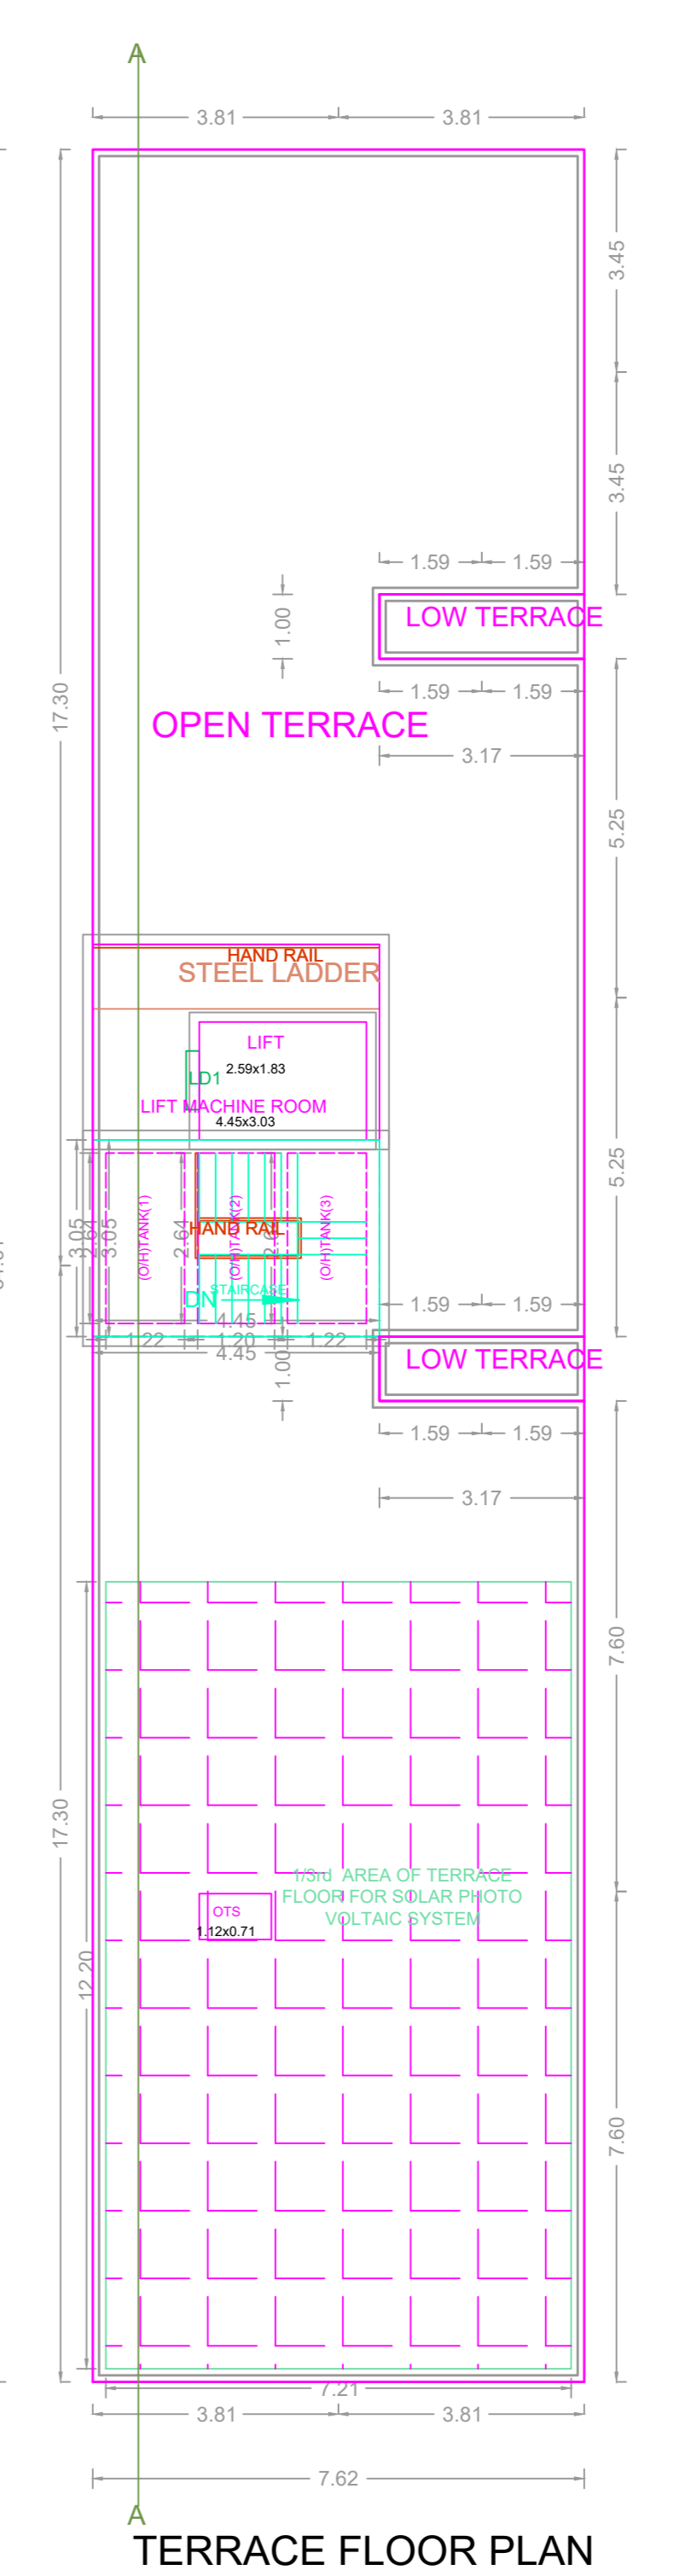 A
3.81
3.81
3.45
3.45
1.59
1.59
1.00
LOW TERRACE
1.59
1.59
17.30
OPEN TERRACE
3.17
5.25
HAND RAIL
STEEL LADDER
LIFT
2.59x1.83
LD1
LIFT MACHINE ROOM
4.45x3.03
5.25
3.05
2.64
3.05
(O/H)TANK(1)
2.64
(O/H)TANK(2)
(O/H)TANK(3)
HAND RAIL
STAIRCASE
DN
4.45
1.59
1.59
1.22
1.20
1.22
4.45
1.00
LOW TERRACE
1.59
1.59
3.17
7.60
17.30
1/3rd AREA OF TERRACE
FLOOR FOR SOLAR PHOTO
VOLTAIC SYSTEM
OTS
1.12x0.71
12.20
7.60
7.21
3.81
3.81
7.62
A
TERRACE FLOOR PLAN